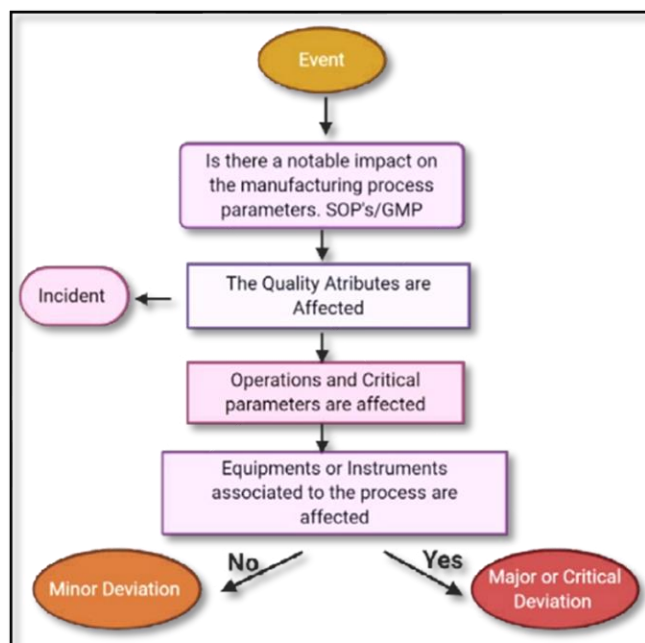 Event
Is there a notable impact on
the manufacturing process
parameters. SOP's/GMP
The Quality Atributes are
Affected
Incident
Operations and Critical
parameters are affected
Equipments or Instruments
associated to the process are
affected
No
Yes
Minor Deviation
Major or Critical
Deviation